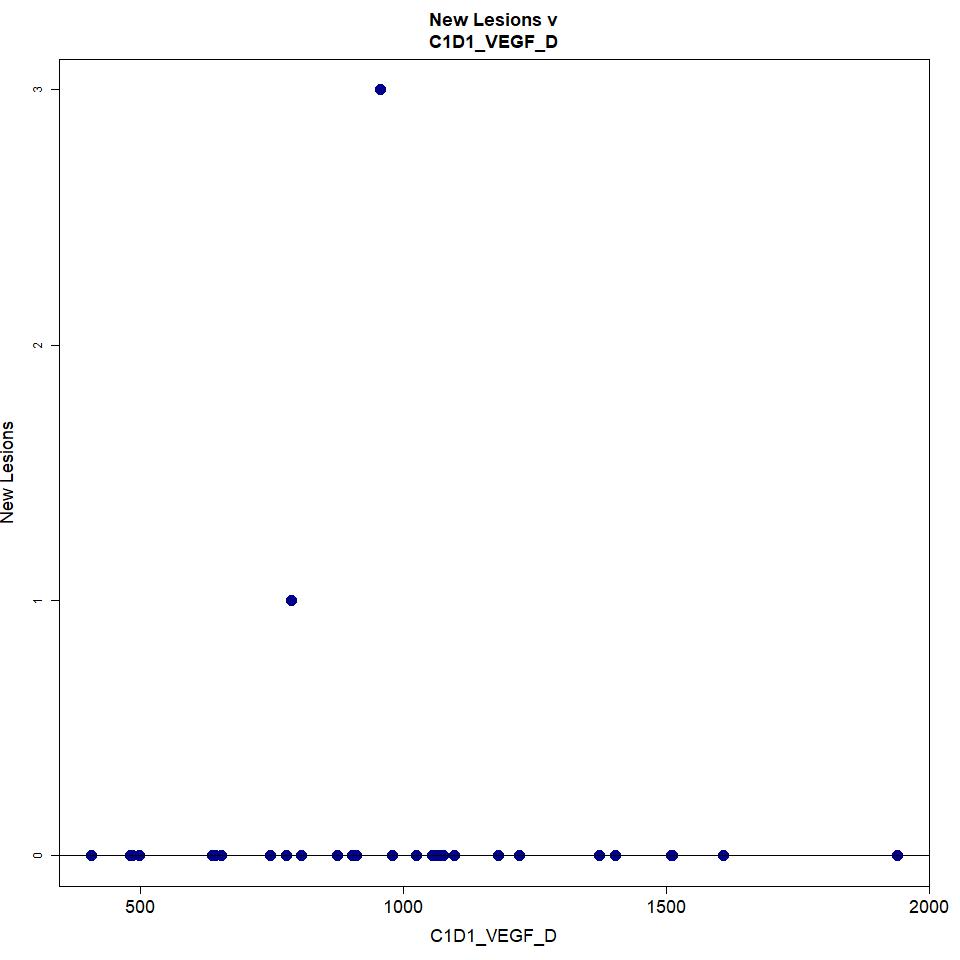 New Lesions v
C1D1_VEGF_D
3
2
1
0
New Lesions
500 1000 1500 2000
C1D1_VEGF_D